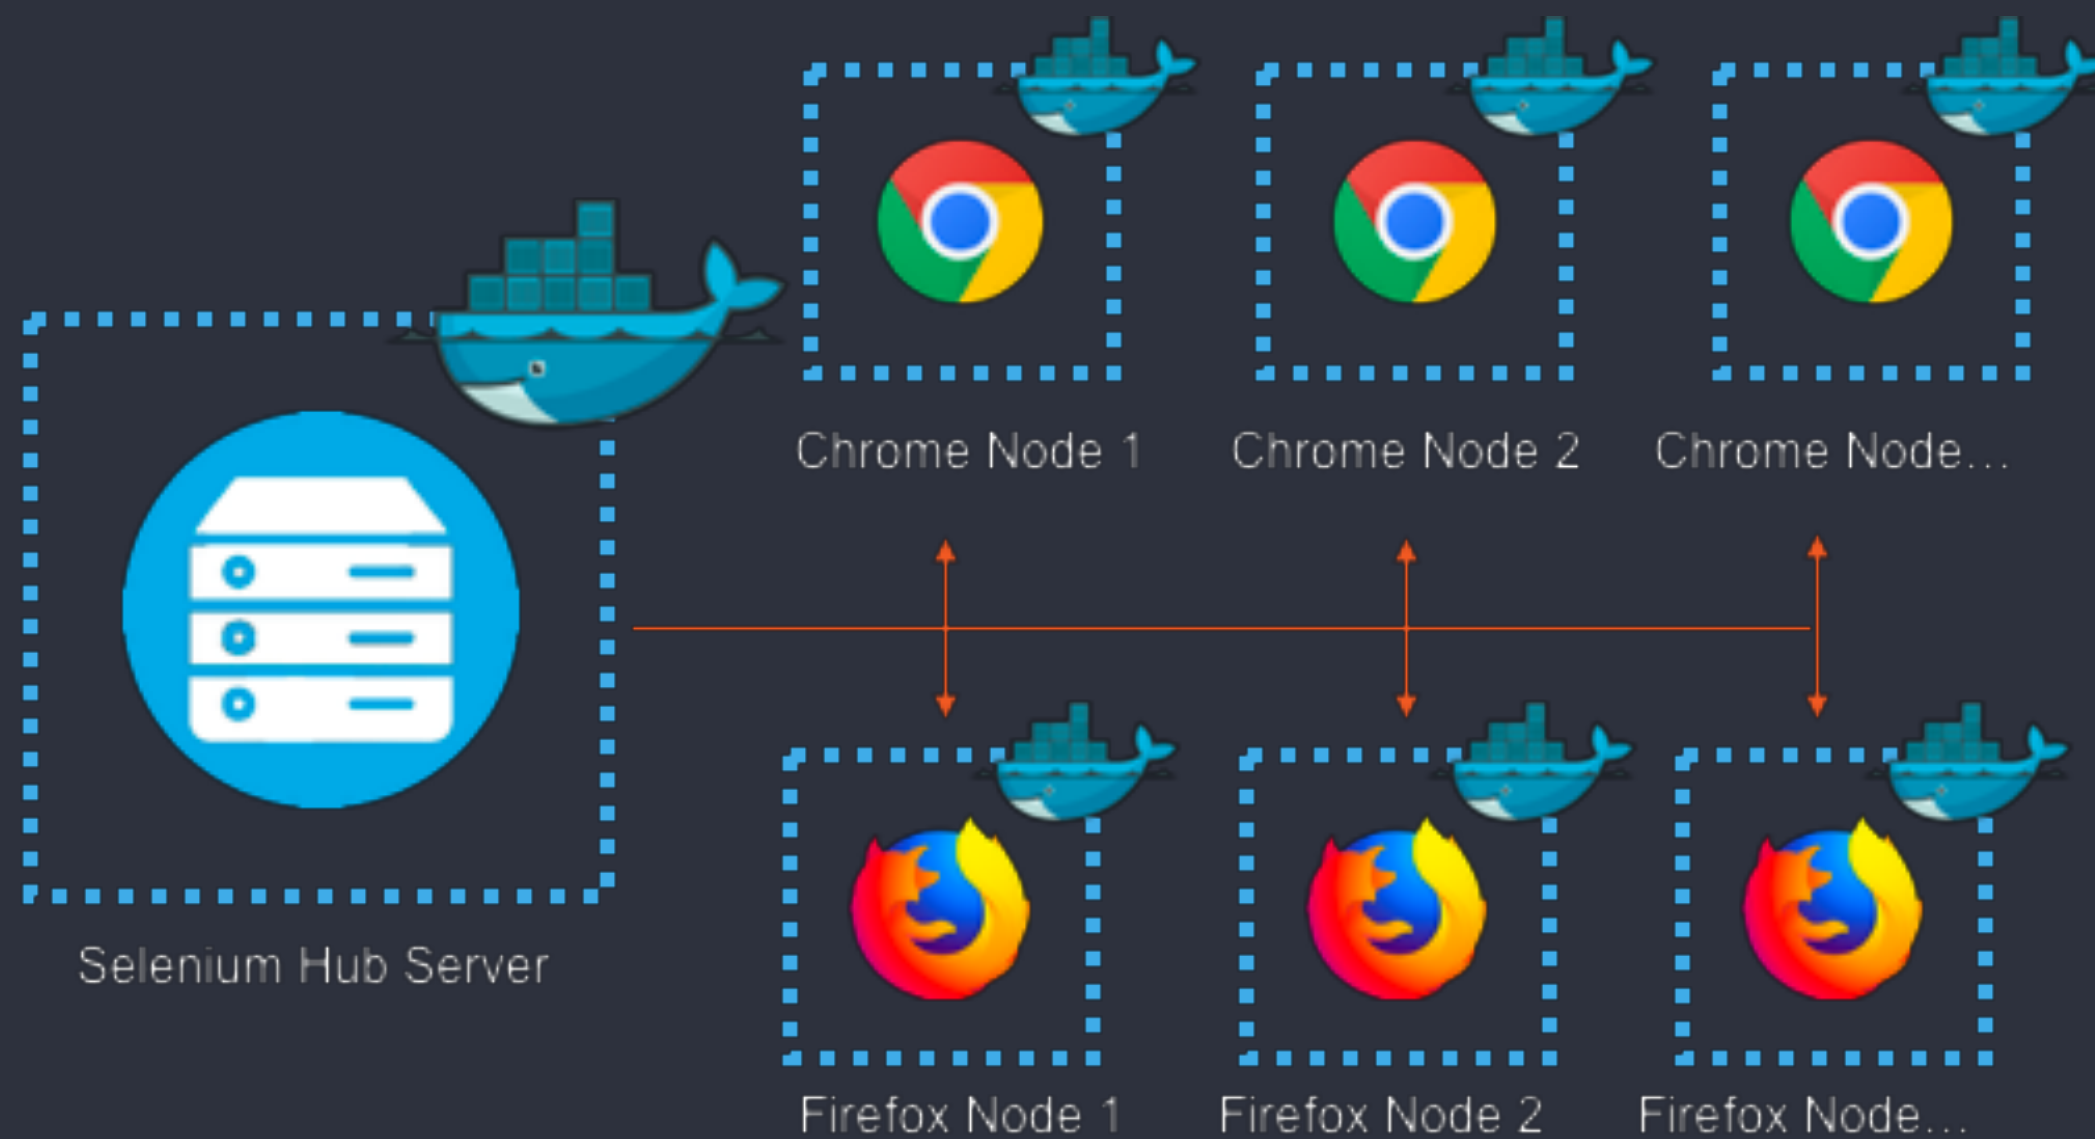 Chrome Node 1
Chrome Node 2
Chrome Node...
Selenium Hub Server
Firefox Node 1
Firefox Node 2
Firefox Node...